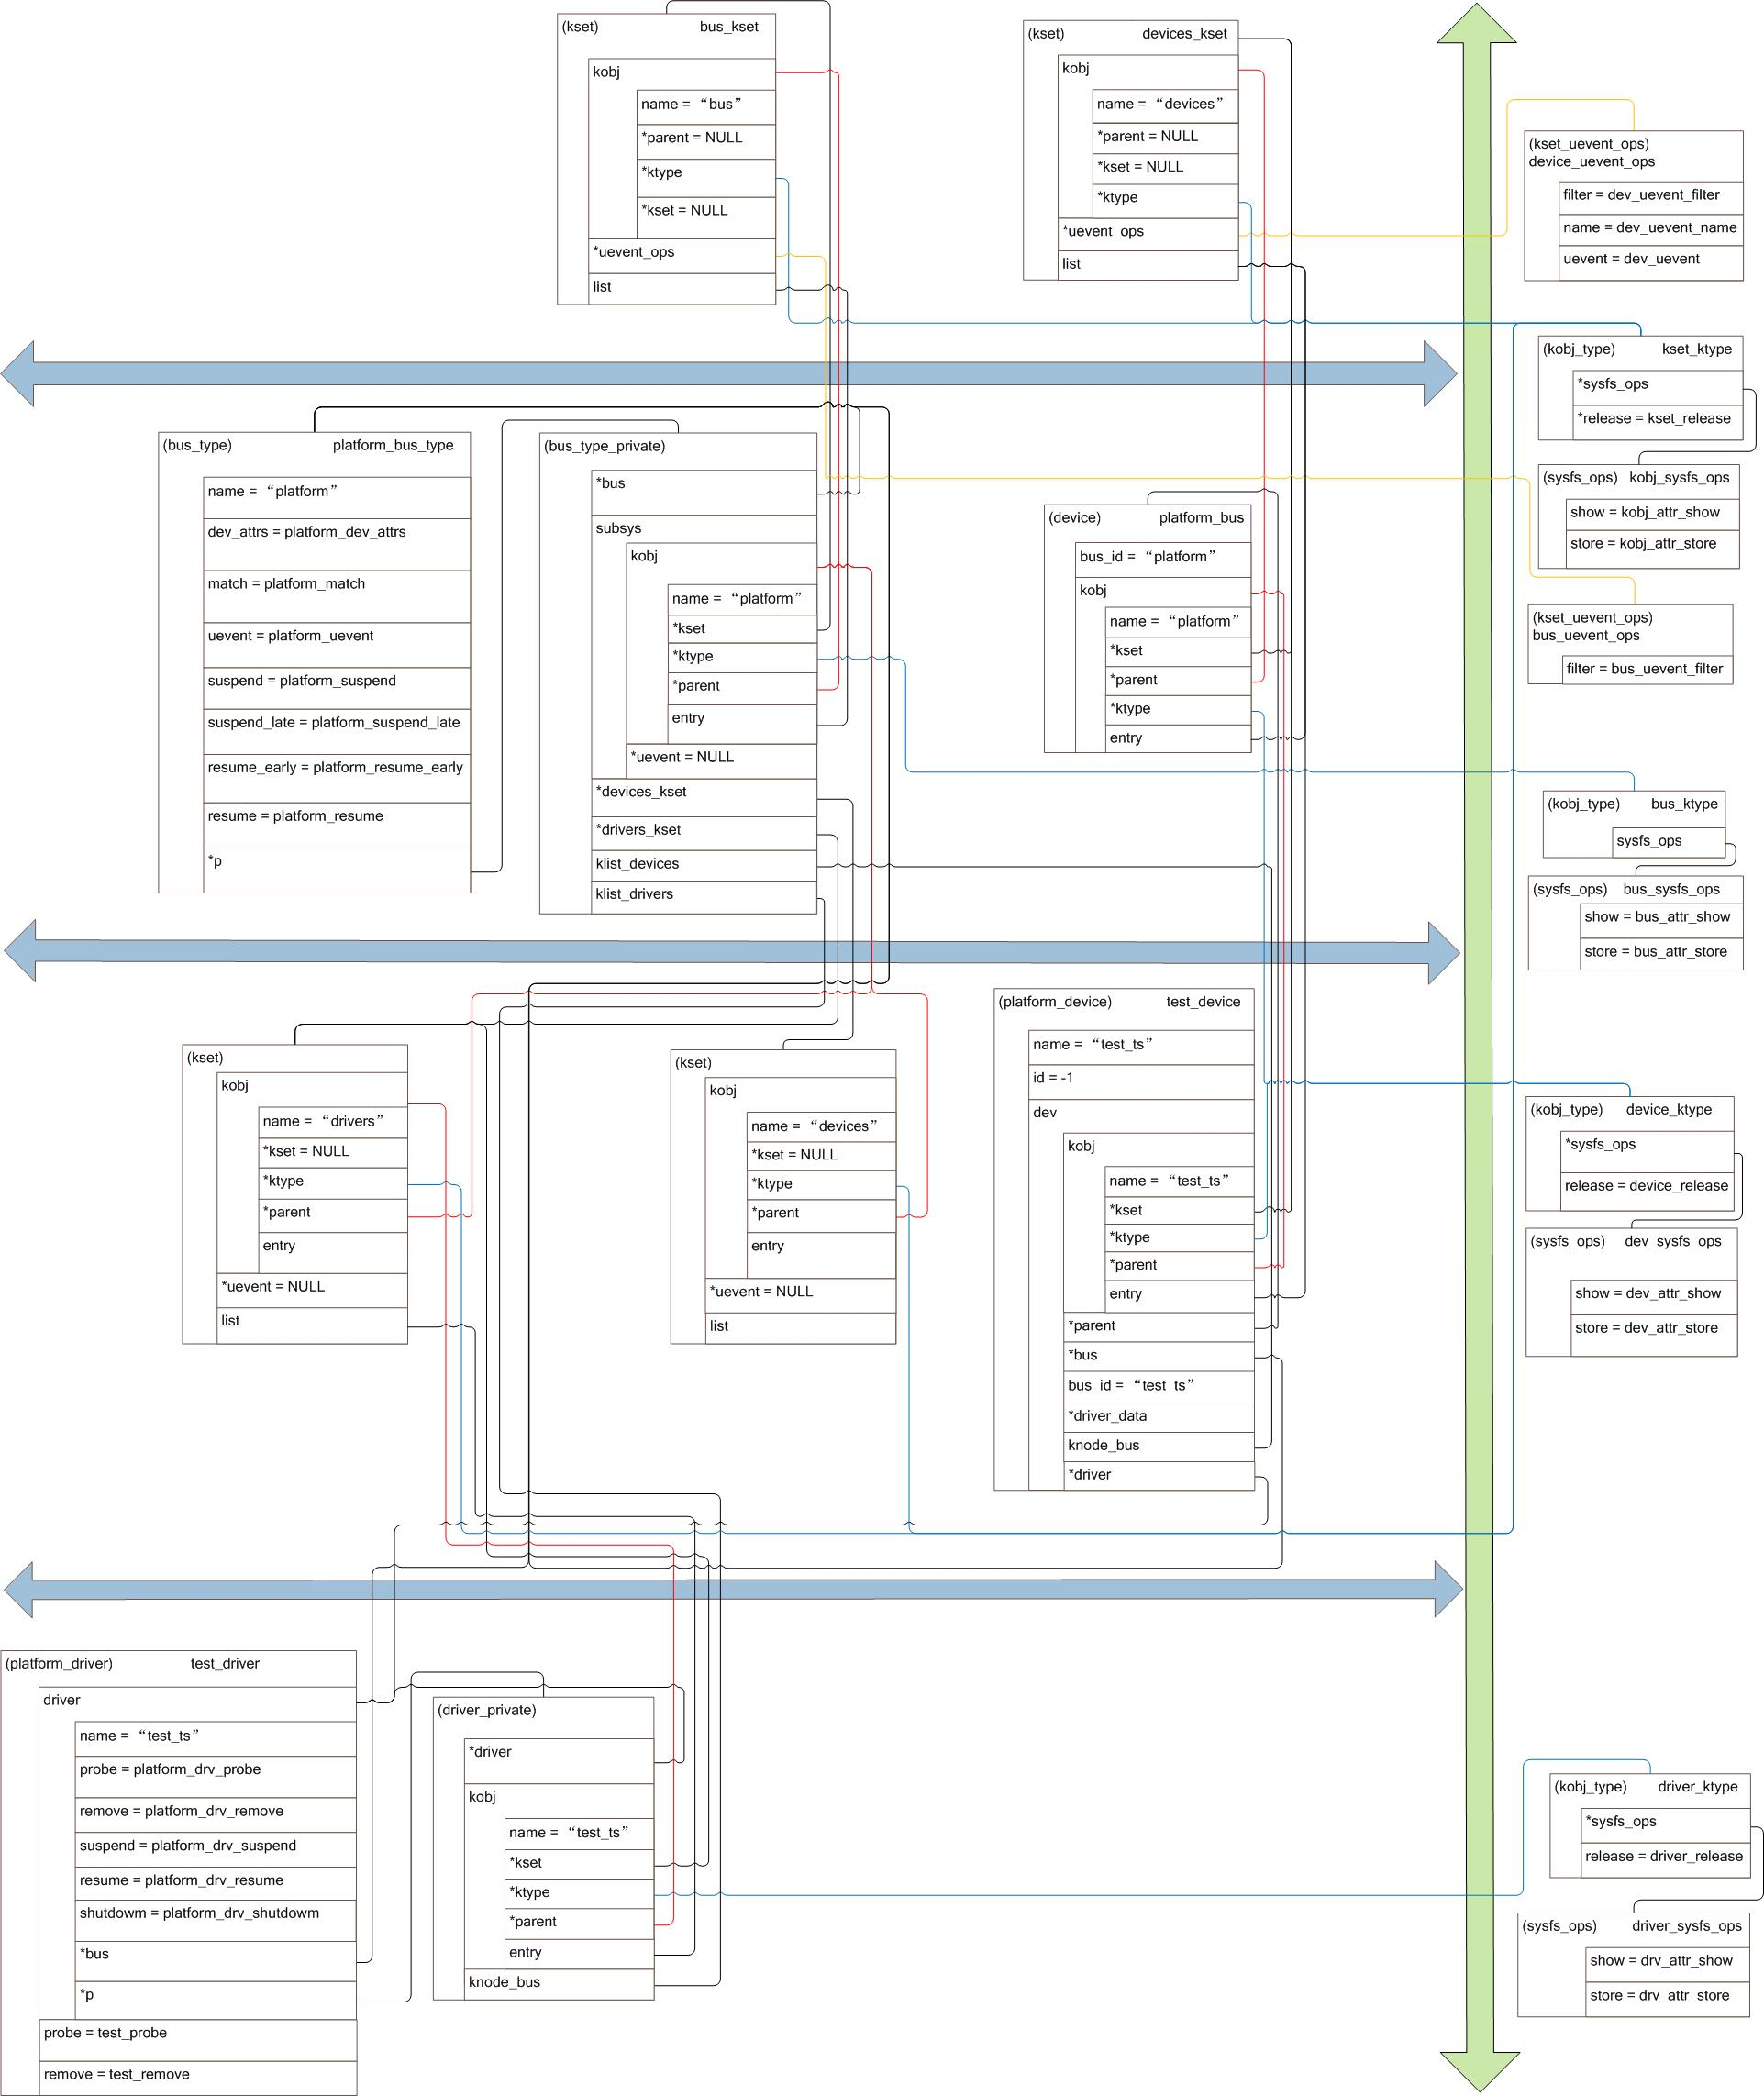 (kset) bus_kset
kobj
name = “bus”
*parent = NULL
*ktype
*kset = NULL
*uevent_ops
list
(kset) devices_kset
kobj
name = “devices”
*parent = NULL
*kset = NULL
*ktype
*uevent_ops
list
(kset_uevent_ops)
device_uevent_ops
filter = dev_uevent_filter
name = dev_uevent_name
uevent = dev_uevent
(kobj_type) kset_ktype
*sysfs_ops
*release = kset_release
(sysfs_ops) kobj_sysfs_ops
show = kobj_attr_show
store = kobj_attr_store
(kset_uevent_ops)
bus_uevent_ops
filter = bus_uevent_filter
(bus_type) platform_bus_type
name = “platform”
dev_attrs = platform_dev_attrs
match = platform_match
uevent = platform_uevent
suspend = platform_suspend
suspend_late = platform_suspend_late
resume_early = platform_resume_early
resume = platform_resume
*p
(bus_type_private)
*bus
subsys
kobj
name = “platform”
*kset
*ktype
*parent
entry
*uevent = NULL
*devices_kset
*drivers_kset
klist_devices
klist_drivers
(device) platform_bus
bus_id = “platform”
kobj
name = “platform”
*kset
*parent
*ktype
entry
(kobj_type) bus_ktype
sysfs_ops
(sysfs_ops) bus_sysfs_ops
show = bus_attr_show
store = bus_attr_store
(kset)
kobj
name = “drivers”
*kset = NULL
*ktype
*parent
entry
*uevent = NULL
list
(kset)
kobj
name = “devices”
*kset = NULL
*ktype
*parent
entry
*uevent = NULL
list
(platform_device) test_device
name = “test_ts”
id = -1
dev
kobj
name = “test_ts”
*kset
*ktype
*parent
entry
*parent
*bus
bus_id = “test_ts”
*driver_data
knode_bus
*driver
(kobj_type) device_ktype
*sysfs_ops
release = device_release
(sysfs_ops) dev_sysfs_ops
show = dev_attr_show
store = dev_attr_store
(platform_driver) test_driver
driver
name = “test_ts”
probe = platform_drv_probe
remove = platform_drv_remove
suspend = platform_drv_suspend
resume = platform_drv_resume
shutdowm = platform_drv_shutdowm
*bus
*p
probe = test_probe
remove = test_remove
(driver_private)
*driver
kobj
name = “test_ts”
*kset
*ktype
*parent
entry
knode_bus
(kobj_type) driver_ktype
*sysfs_ops
release = driver_release
(sysfs_ops) driver_sysfs_ops
show = drv_attr_show
store = drv_attr_store